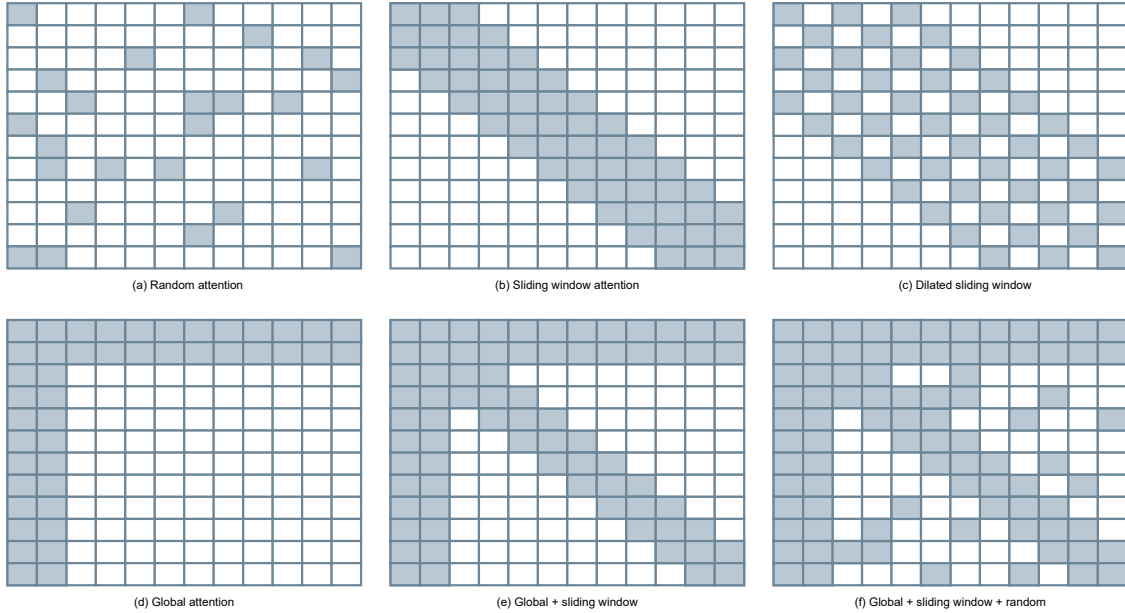 (a) Random attention
(b) Sliding window attention
(c) Dilated sliding window
(d) Global attention
(e) Global + sliding window
(f) Global + sliding window + random